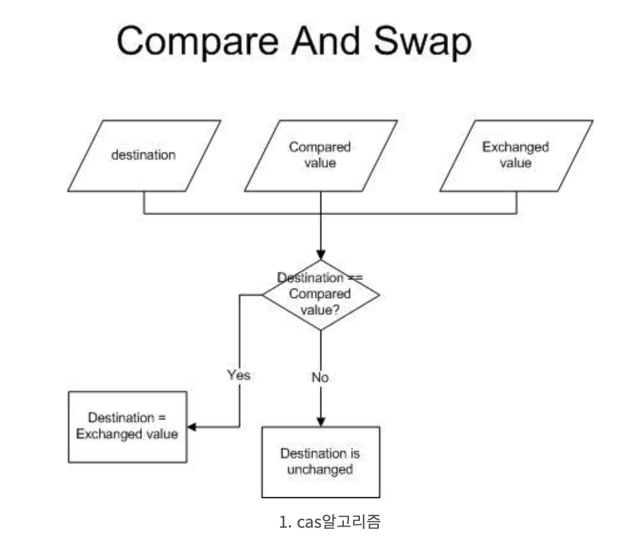 Compare And Swap
destination
Compared
value
Exchanged
value
Destination ==
Compared
value?
Yes
No
Destination =
Exchanged value
Destination is
unchanged
1. cas알고리즘